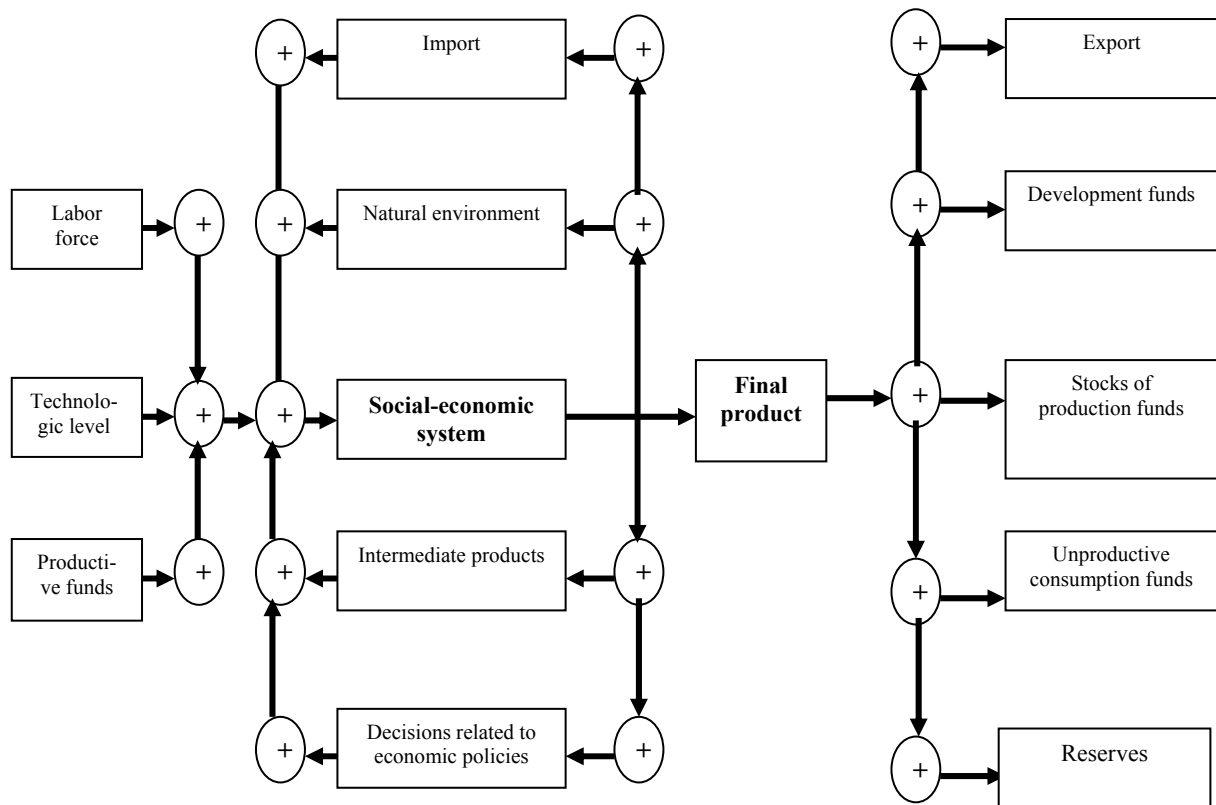 +
Import
+
+
Export
Labor
force
+
+
Natural environment
+
+
Development funds
Technolo-
gic level
+
+
Social-economic
system
Final
product
+
Stocks of
production funds
Producti-
ve funds
+
+
Intermediate products
+
+
Unproductive
consumption funds
+
Decisions related to
economic policies
+
+
Reserves